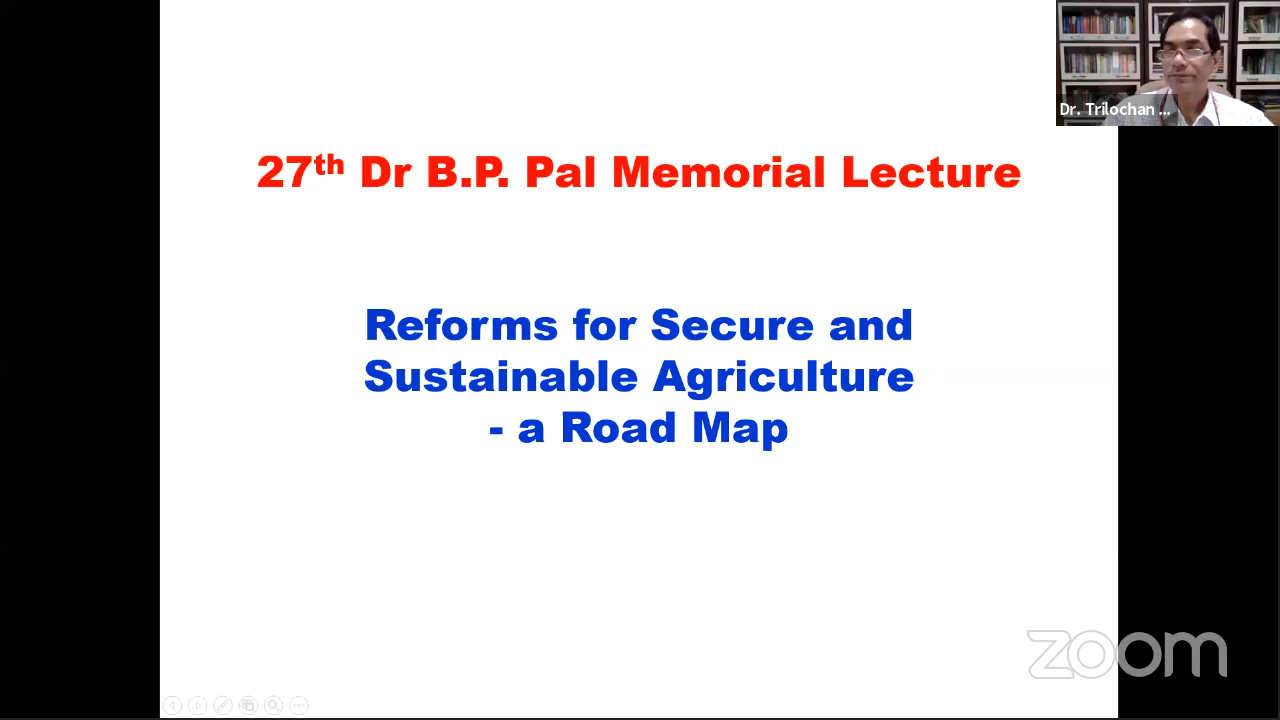 Dr. Trilochan ...
27th Dr B.P. Pal Memorial Lecture
Reforms for Secure and
Sustainable Agriculture
- a Road Map
zoom